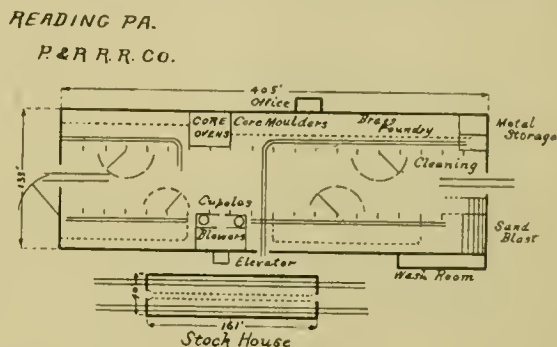 READING PA.
P. & R R. R. CO.
405'
Office
CORE OVENS
Core Moulders
Brass Foundry
Metal Storage
Cleaning
Cupolas
Blowers
Elevator
Sand Blast
Wash Room
161'
Stock House